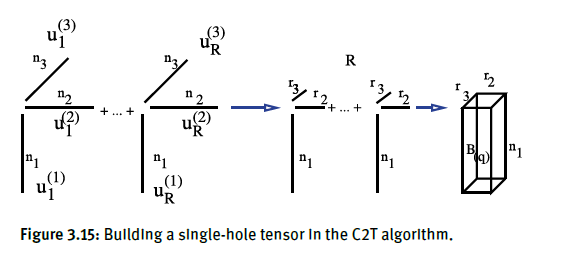 u₁⁽³⁾ u_R⁽³⁾
n₃ n₃ R
n₂ n₂ r₃ r₂ r₃ r₂ r₃ r₂
+ ... + + ... +
u₁⁽²⁾ u_R⁽²⁾
n₁ n₁ n₁ n₁ B(q) n₁
u₁⁽¹⁾ u_R⁽¹⁾
Figure 3.15: Building a single-hole tensor in the C2T algorithm.